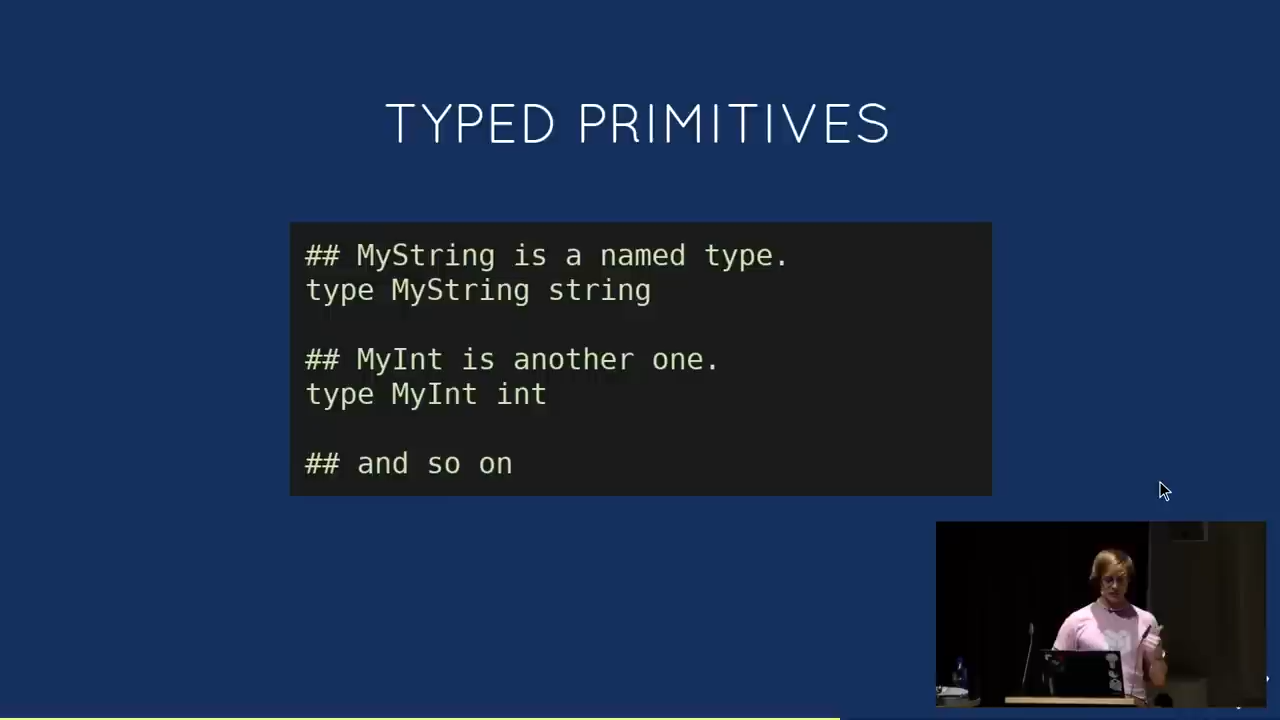 TYPED PRIMITIVES
## MyString is a named type.
type MyString string
## MyInt is another one.
type MyInt int
## and so on